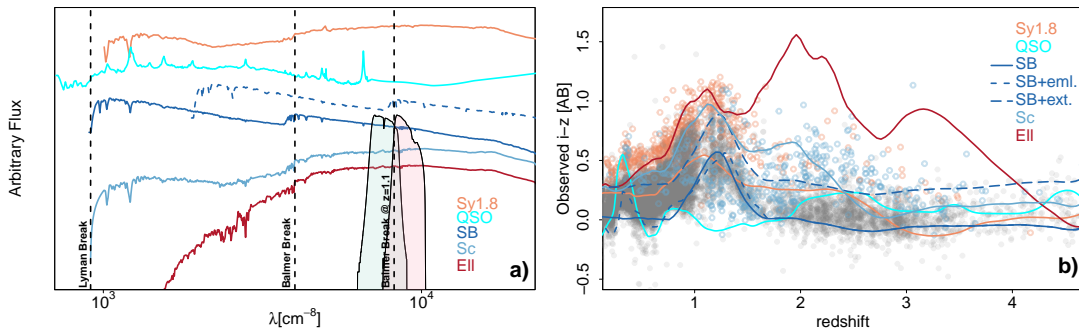 Arbitrary Flux
Lyman Break
Balmer Break
Balmer Break @ z=1.1
Sy1.8
QSO
SB
Sc
Ell
a)
10³
10⁴
λ[cm⁻⁸]
Observed i−z [AB]
1.5
1.0
0.5
0.0
−0.5
Sy1.8
QSO
SB
SB+eml.
SB+ext.
Sc
Ell
b)
1
2
3
4
redshift